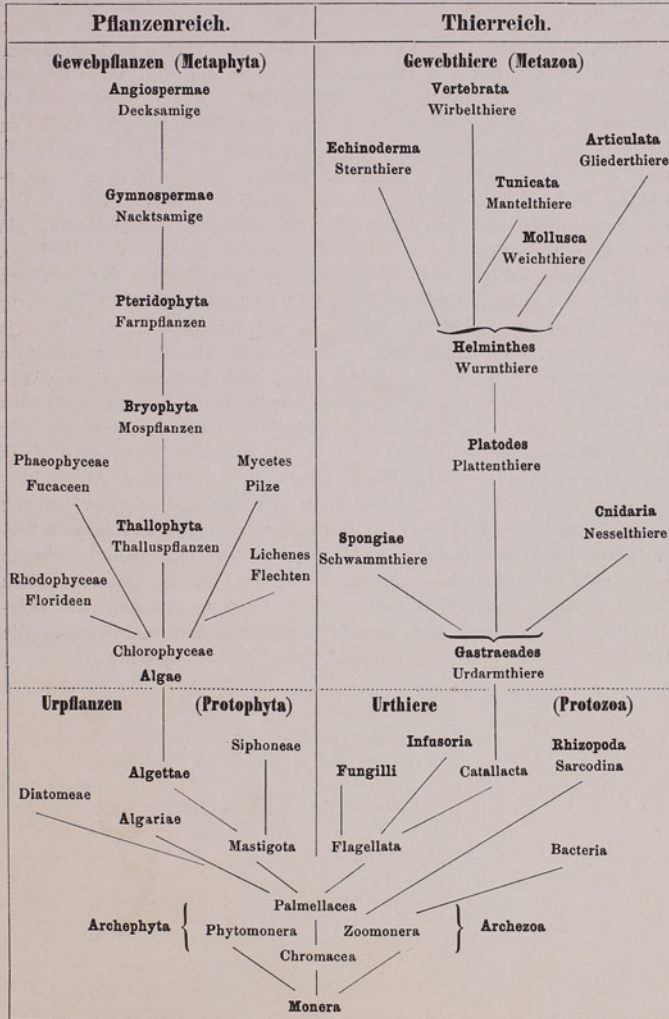 Pflanzenreich.
Thierreich.
Gewebpflanzen (Metaphyta)
Angiospermae
Decksamige
Gymnospermae
Nacktsamige
Pteridophyta
Farnpflanzen
Bryophyta
Mospflanzen
Phaeophyceae
Fucaceen
Mycetes
Pilze
Thallophyta
Thalluspflanzen
Lichenes
Flechten
Rhodophyceae
Florideen
Chlorophyceae
Algae
Gewebthiere (Metazoa)
Vertebrata
Wirbelthiere
Echinoderma
Sternthiere
Articulata
Gliederthiere
Tunicata
Mantelthiere
Mollusca
Weichthiere
Helminthes
Wurmthiere
Platodes
Plattenthiere
Cnidaria
Nesselthiere
Spongiae
Schwammthiere
Gastraeades
Urdarmthiere
Urpflanzen (Protophyta)
Siphoneae
Algettae
Diatomeae
Algariae
Mastigota
Urthiere (Protozoa)
Infusoria
Rhizopoda
Sarcodina
Fungilli
Catallacta
Flagellata
Bacteria
Palmellacea
Archephyta { Phytomonera Zoomonera } Archezoa
Chromacea
Monera